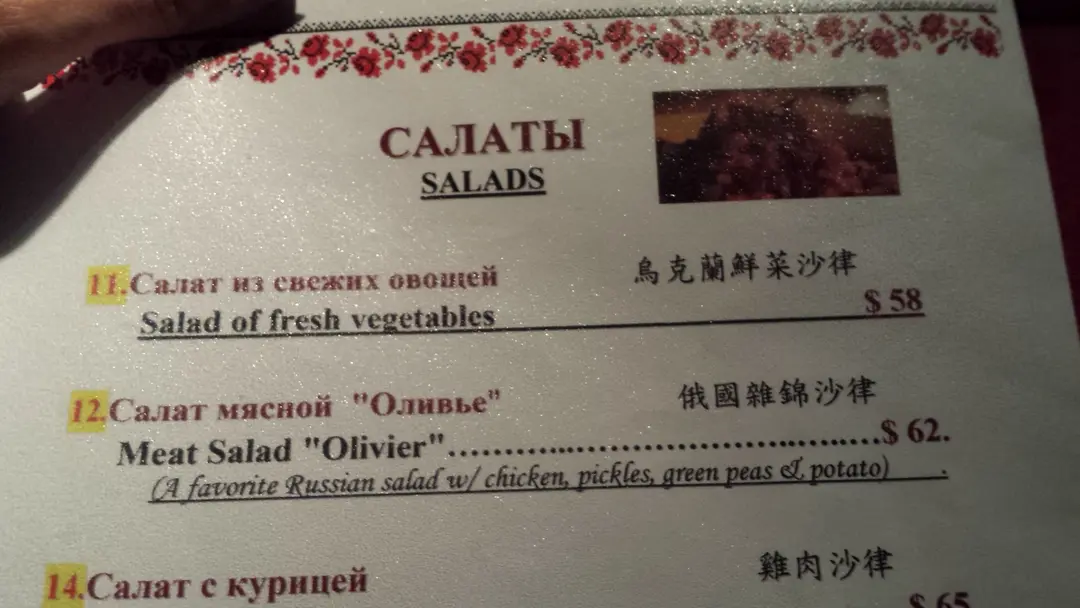 САЛАТЫ
SALADS
11.Салат из свежих овощей 烏克蘭鮮菜沙律
Salad of fresh vegetables $ 58
12.Салат мясной "Оливье" 俄國雜錦沙律
Meat Salad "Olivier"................................................$ 62.
(A favorite Russian salad w/ chicken, pickles, green peas & potato) .
14.Салат с курицей 雞肉沙律
$ 65